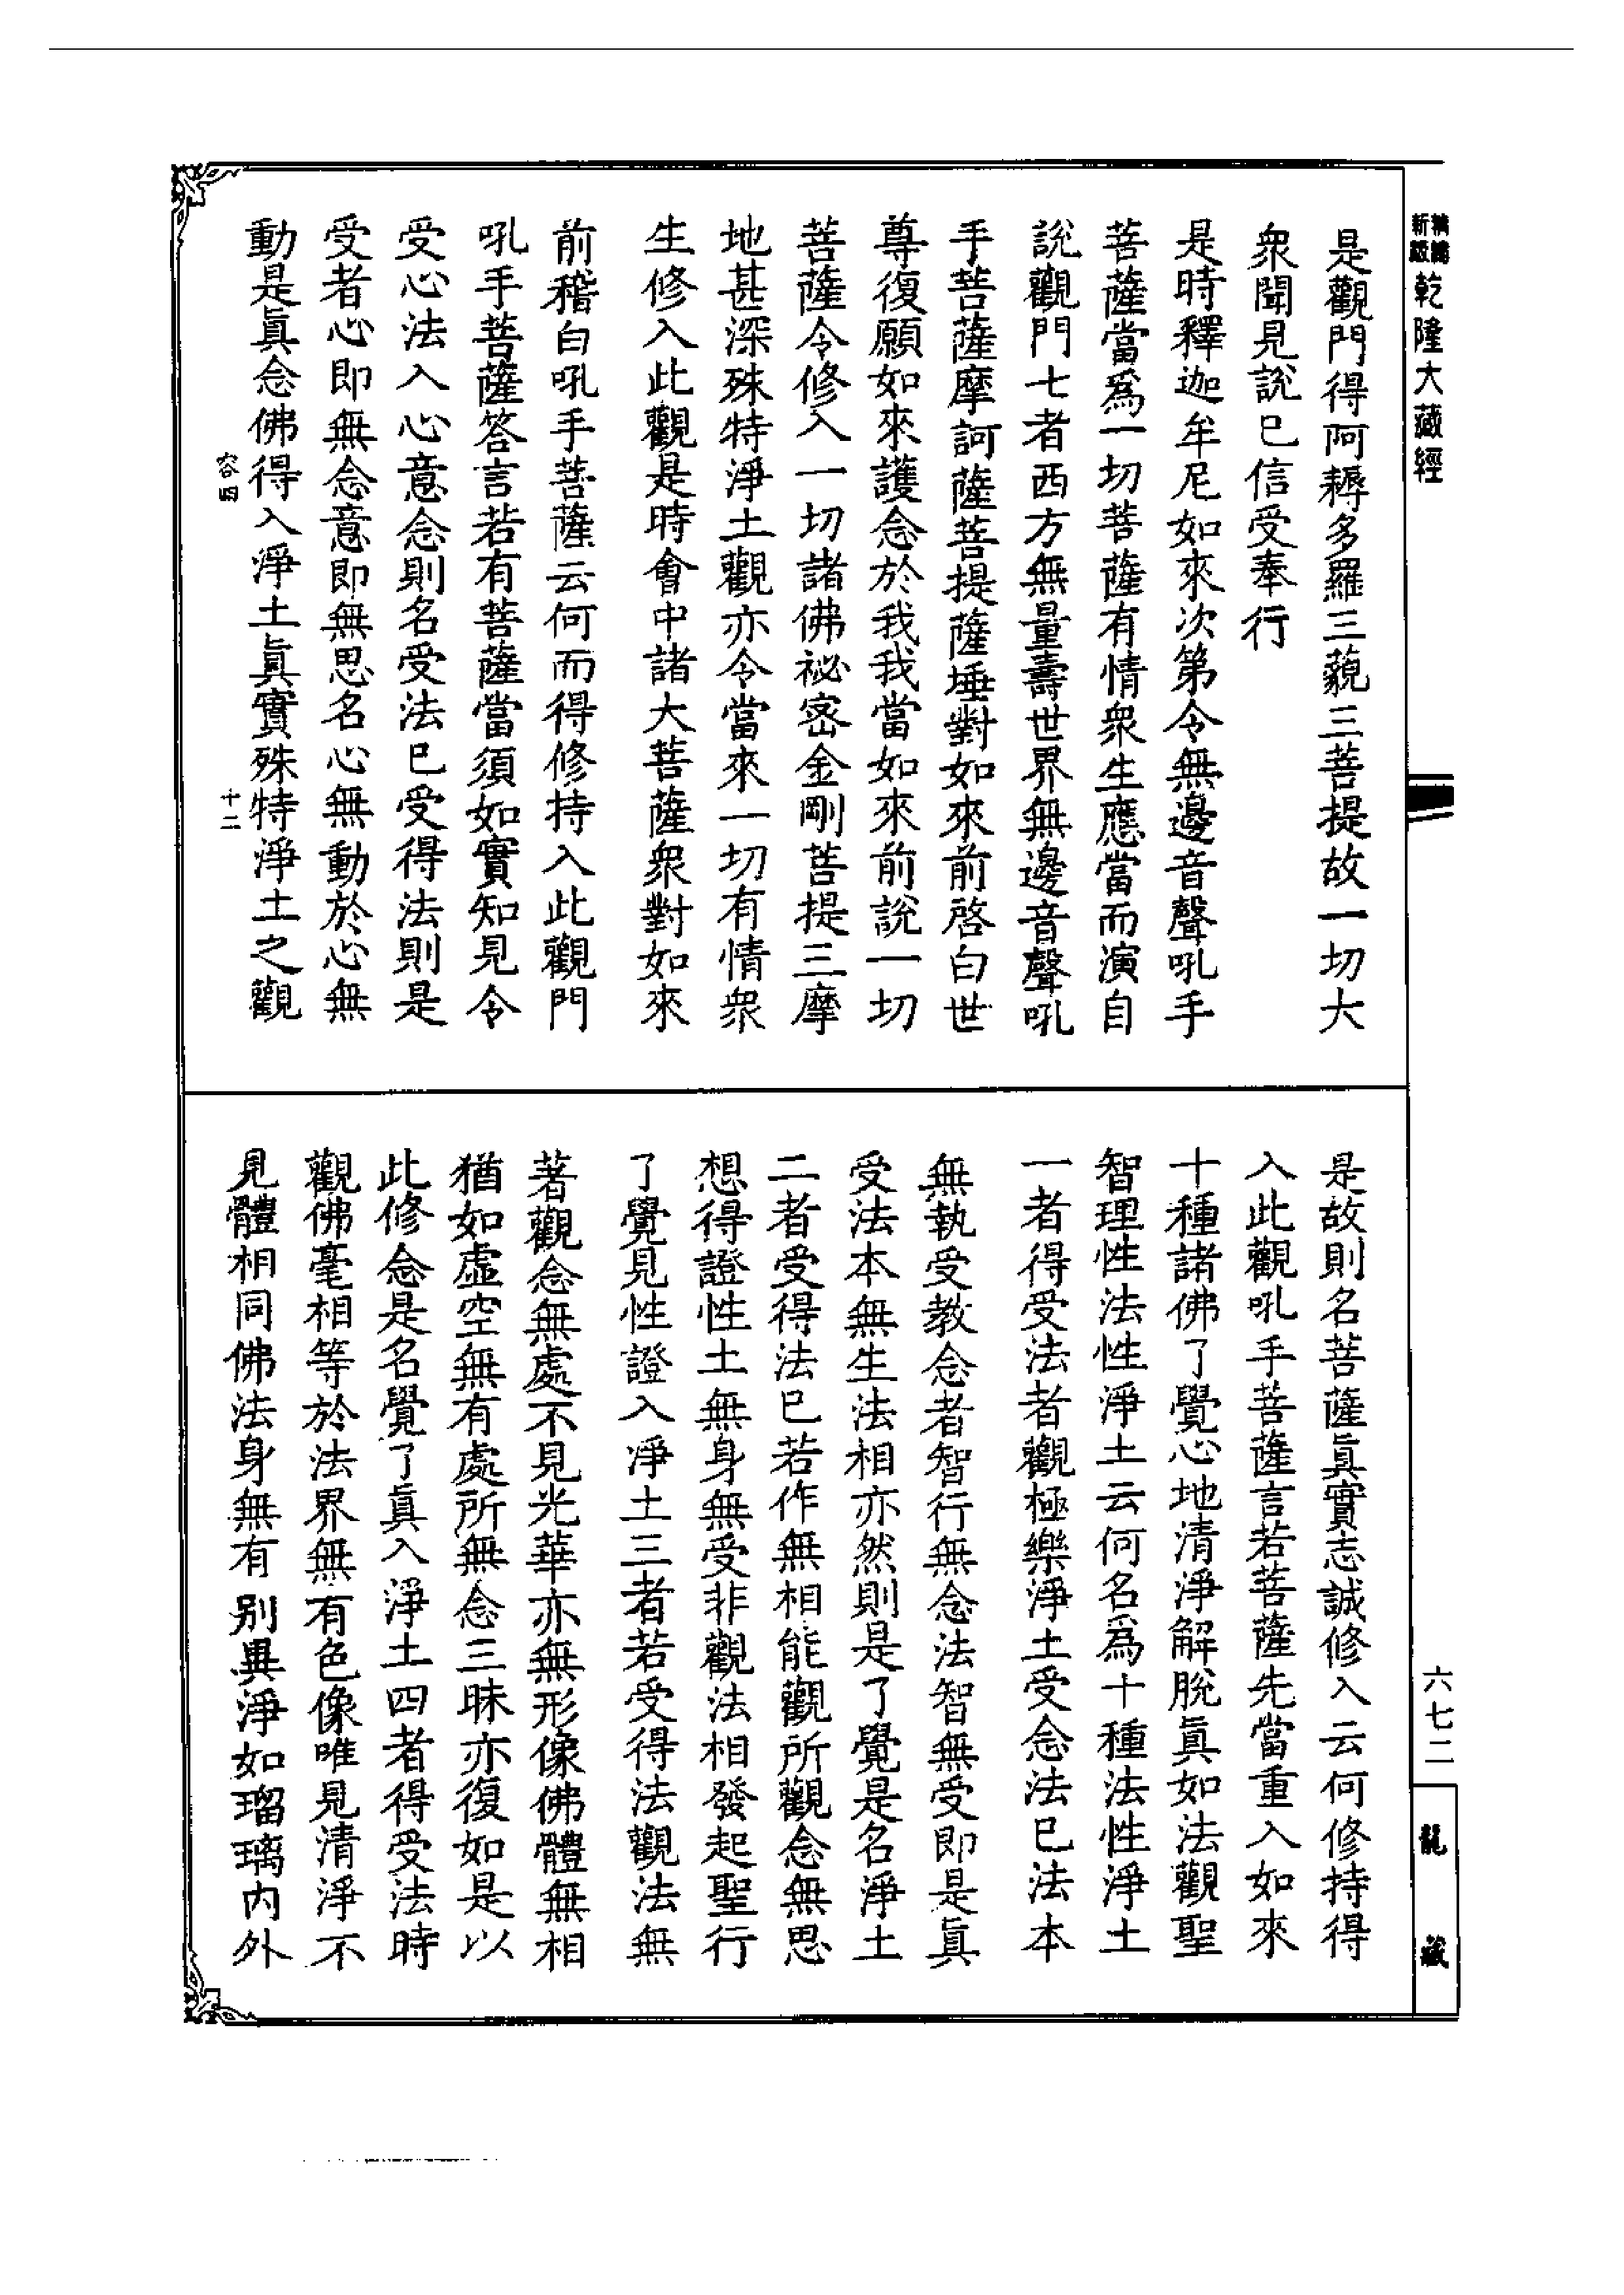 新編縮本乾隆大藏經
是觀門得阿耨多羅三藐三菩提故一切大
衆聞見說已信受奉行
是時釋迦牟尼如來次第令無邊音聲吼手
菩薩當爲一切菩薩有情衆生應當而演自
說觀門七者西方無量壽世界無邊音聲吼
手菩薩摩訶薩菩提薩埵對如來前啓白世
尊復願如來護念於我我當如來前說一切
菩薩令修入一切諸佛祕密金剛菩提三摩
地甚深殊特淨土觀亦令當來一切有情衆
生修入此觀是時會中諸大菩薩衆對如來
前稽白吼手菩薩云何而得修持入此觀門
吼手菩薩答言若有菩薩當須如實知見令
受心法入心意念則名受法已受得法則是
受者心即無念意即無思名心無動於心無
動是眞念佛得入淨土眞實殊特淨土之觀
容四 十二
是故則名菩薩眞實志誠修入云何修持得
入此觀吼手菩薩言若菩薩先當重入如來
十種諸佛了覺心地清淨解脫眞如法觀聖
智理性法性淨土云何名爲十種法性淨土
一者得受法者觀極樂淨土受念法已法本
無執受教念者智行無念法智無受即是眞
受法本無生法相亦然則是了覺是名淨土
二者受得法已若作無相能觀所觀念無思
想得證性土無身無受非觀法相發起聖行
了覺見性證入淨土三者若受得法觀法無
著觀念無處不見光華亦無形像佛體無相
猶如虛空無有處所無念三昧亦復如是以
此修念是名覺了眞入淨土四者得受法時
觀佛毫相等於法界無有色像唯見清淨不
見體相同佛法身無有別異淨如瑠璃內外
六七二
龍藏